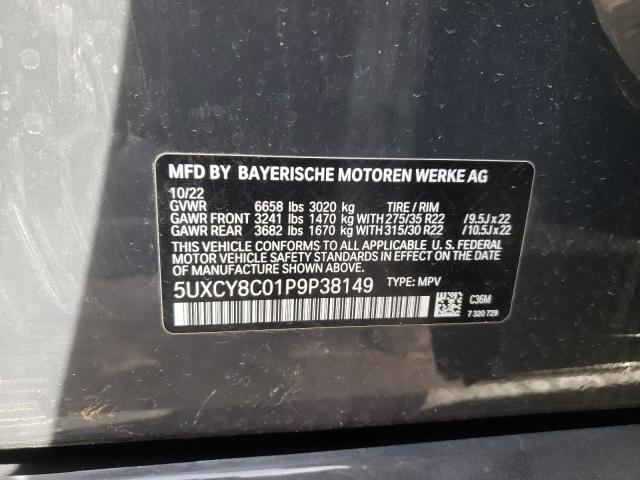 MFD BY BAYERISCHE MOTOREN WERKE AG
10/22
GVWR 6658 lbs 3020 kg TIRE / RIM
GAWR FRONT 3241 lbs 1470 kg WITH 275/35 R22 / 9.5J x 22
GAWR REAR 3682 lbs 1670 kg WITH 315/30 R22 / 10.5J x 22
THIS VEHICLE CONFORMS TO ALL APPLICABLE U. S. FEDERAL
MOTOR VEHICLE SAFETY STANDARDS IN EFFECT ON
THE DATE OF MANUFACTURE SHOWN ABOVE.
5UXCY8C01P9P38149 TYPE: MPV
C36M
7 320 729